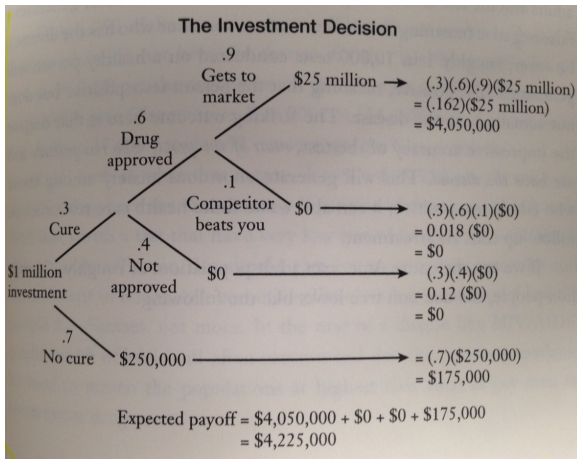 The Investment Decision
.9
Gets to
market
$25 million
(.3)(.6)(.9)($25 million)
= (.162)($25 million)
= $4,050,000
.6
Drug
approved
.1
Competitor
beats you
$0
= (.3)(.6)(.1)($0)
= 0.018 ($0)
= $0
.3
Cure
.4
Not
approved
$0
= (.3)(.4)($0)
= 0.12 ($0)
= $0
$1 million
investment
.7
No cure
$250,000
= (.7)($250,000)
= $175,000
Expected payoff = $4,050,000 + $0 + $0 + $175,000
= $4,225,000